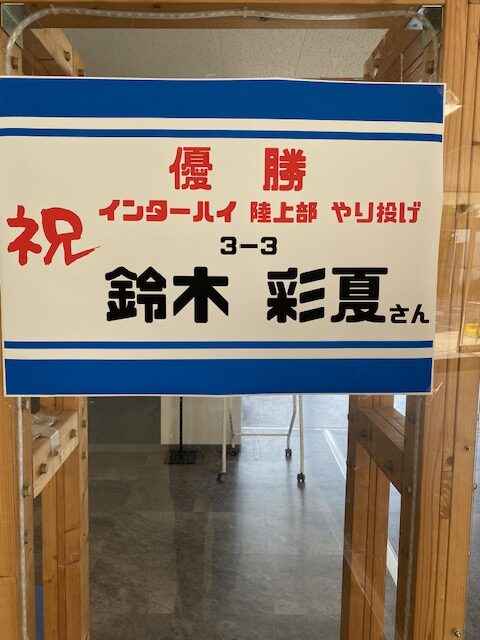 優勝
祝
インターハイ 陸上部 やり投げ
3-3
鈴木 彩夏さん